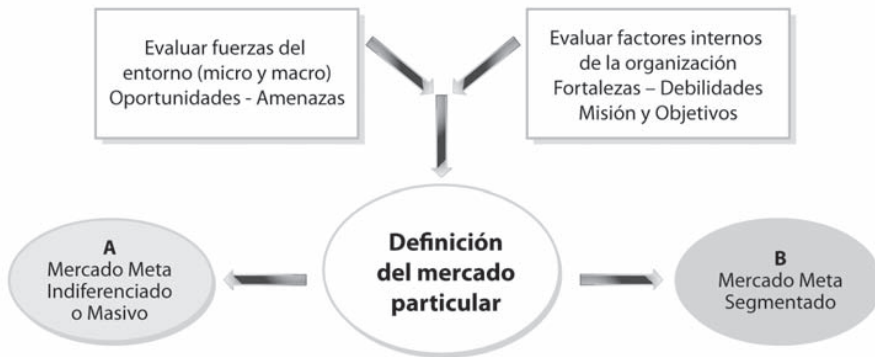 Evaluar fuerzas del
entorno (micro y macro)
Oportunidades - Amenazas
Evaluar factores internos
de la organización
Fortalezas – Debilidades
Misión y Objetivos
A
Mercado Meta
Indiferenciado
o Masivo
Definición
del mercado
particular
B
Mercado Meta
Segmentado